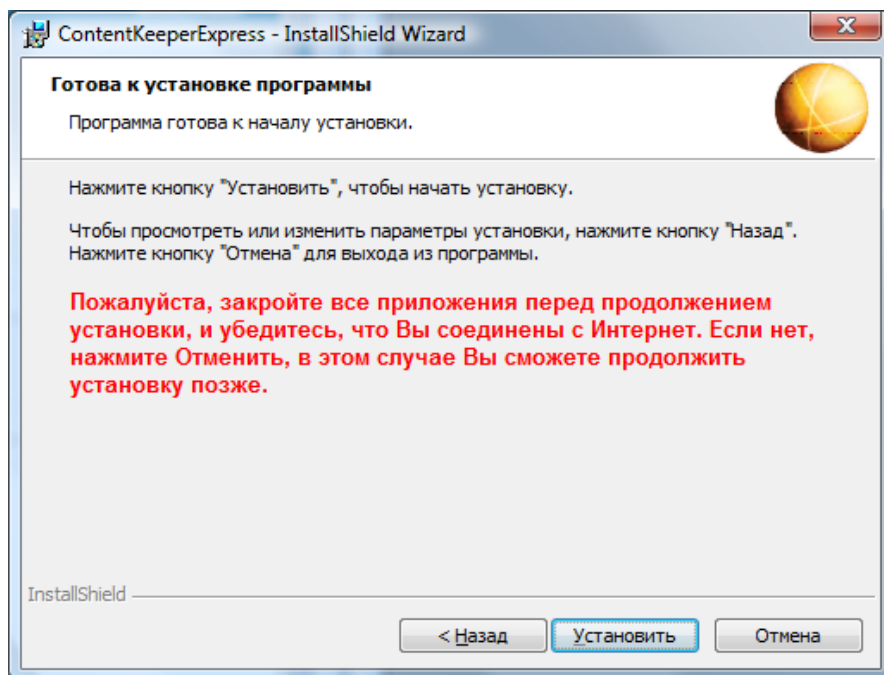 ContentKeeperExpress - InstallShield Wizard
Готова к установке программы
Программа готова к началу установки.
Нажмите кнопку "Установить", чтобы начать установку.
Чтобы просмотреть или изменить параметры установки, нажмите кнопку "Назад".
Нажмите кнопку "Отмена" для выхода из программы.
Пожалуйста, закройте все приложения перед продолжением
установки, и убедитесь, что Вы соединены с Интернет. Если нет,
нажмите Отменить, в этом случае Вы сможете продолжить
установку позже.
InstallShield
< Назад
Установить
Отмена